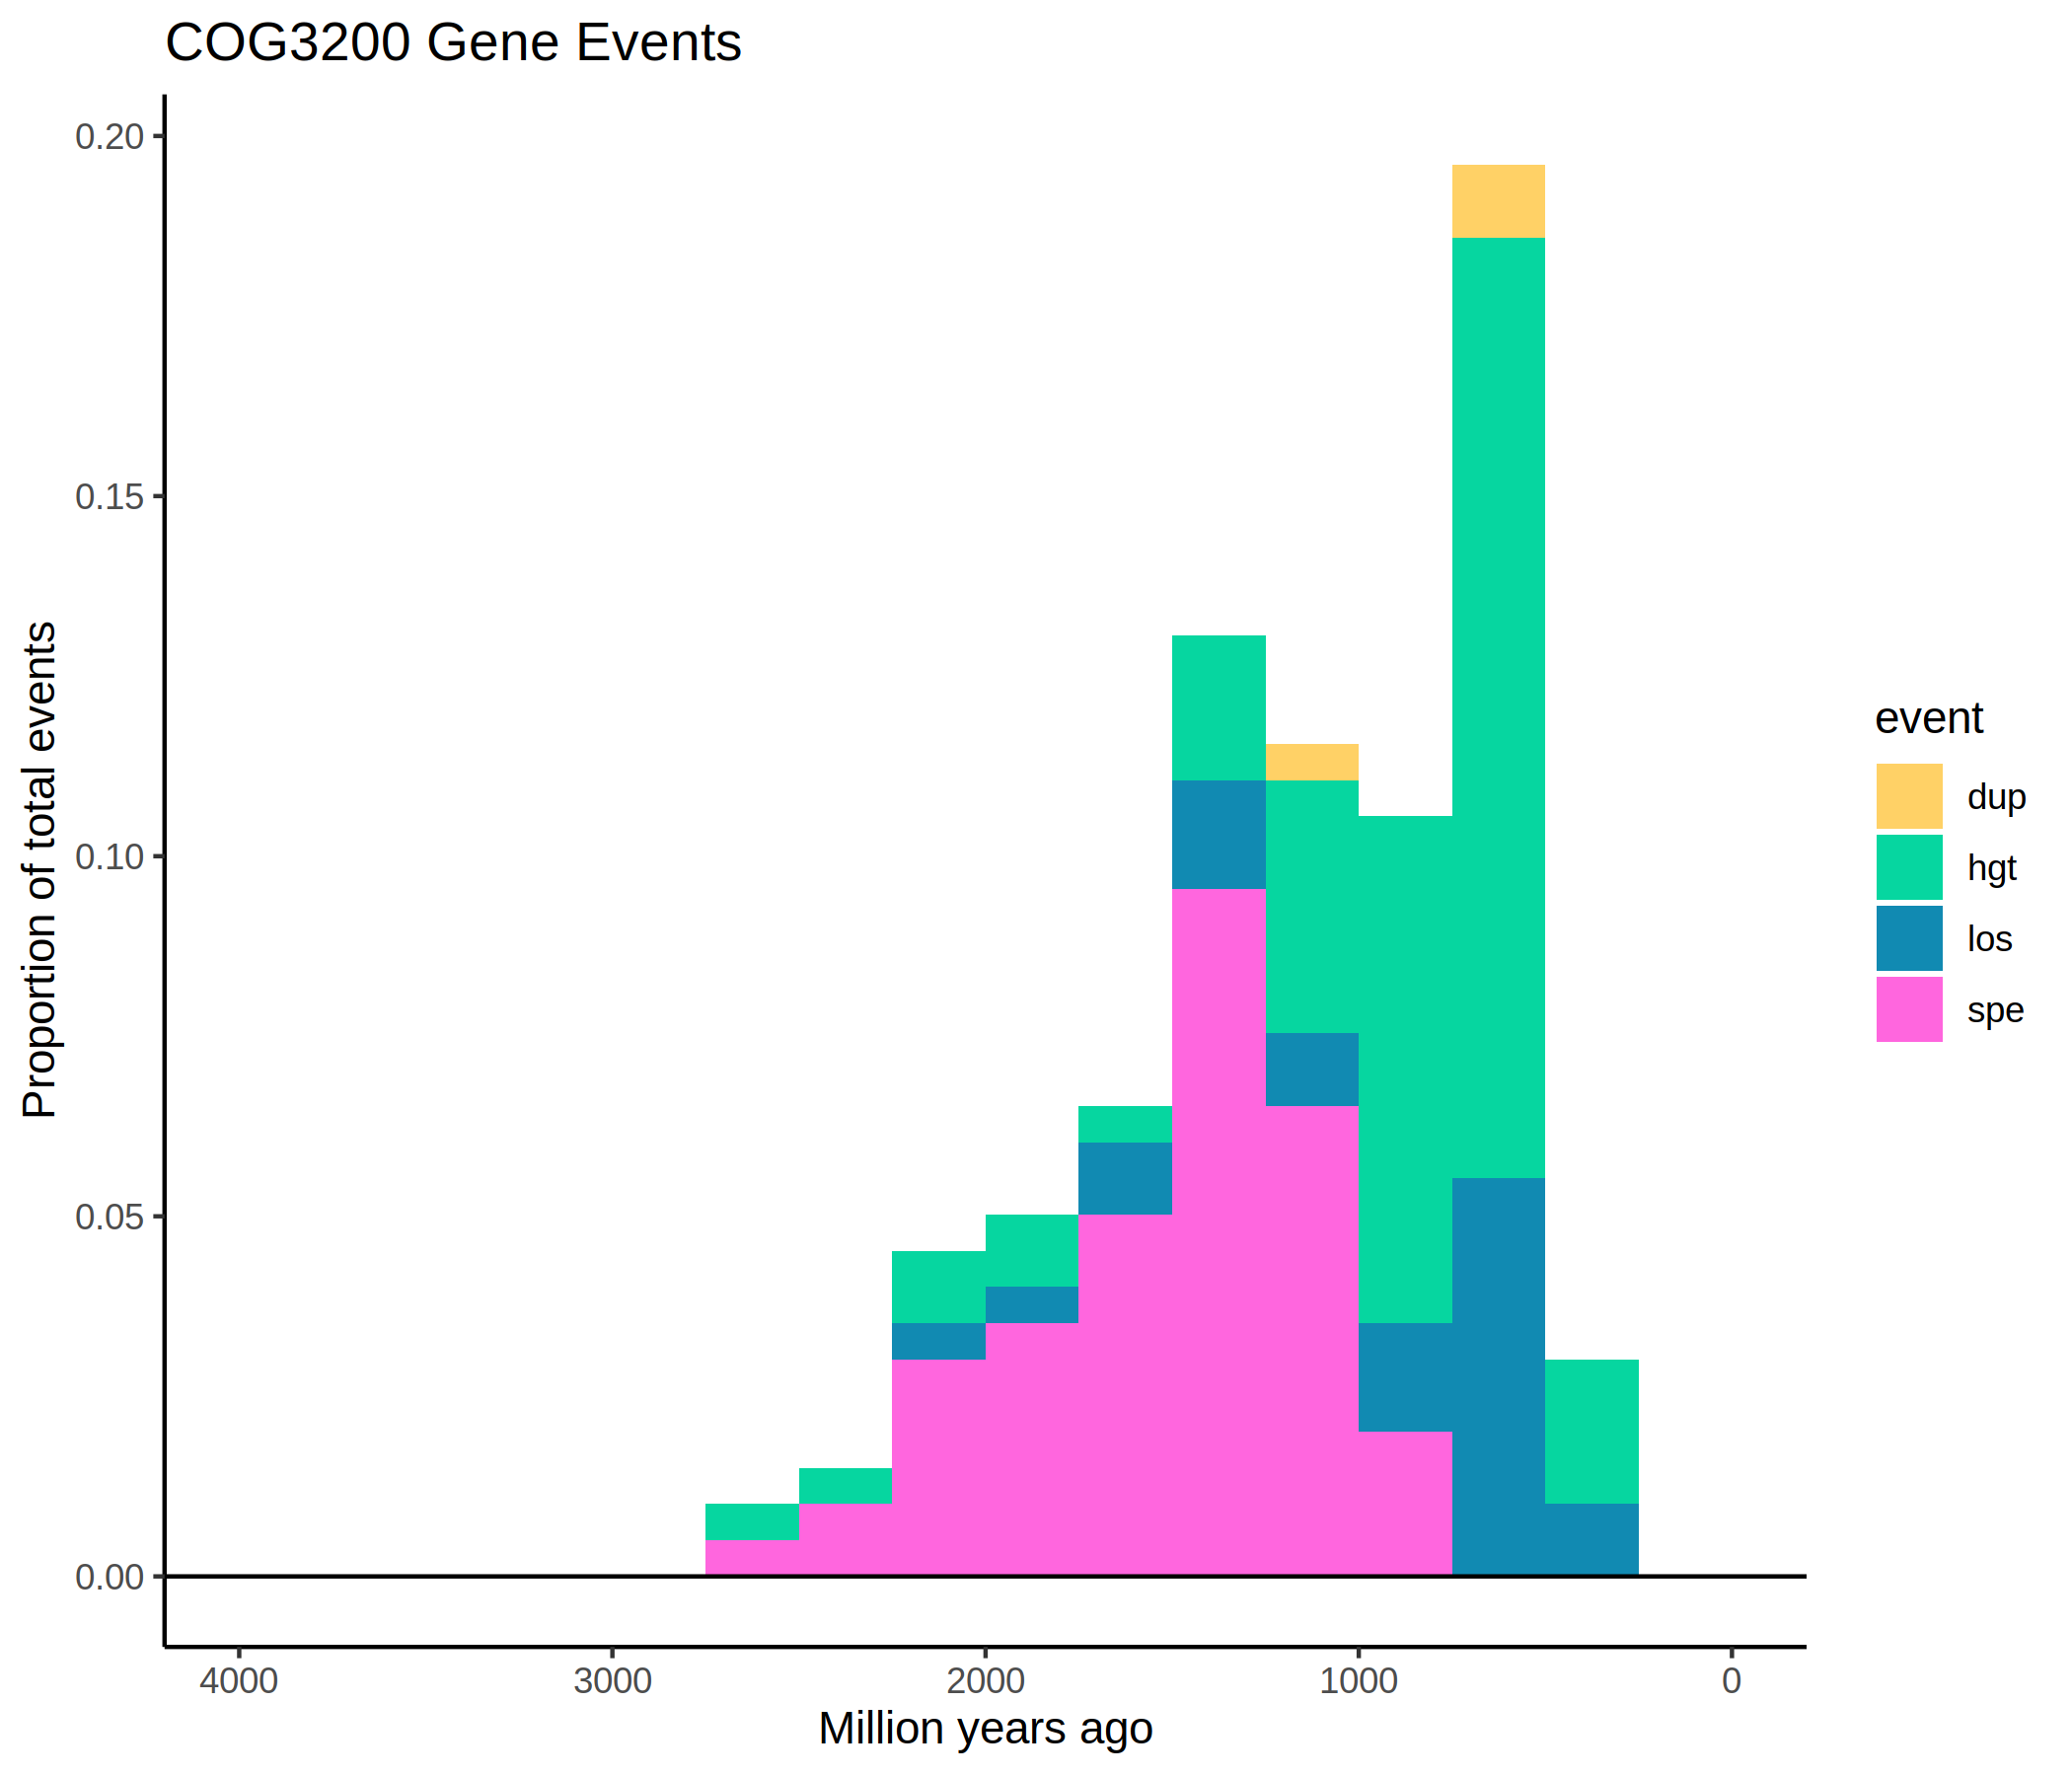 COG3200 Gene Events
Proportion of total events
0.20
0.15
0.10
0.05
0.00
4000 3000 2000 1000 0
Million years ago
event
dup
hgt
los
spe